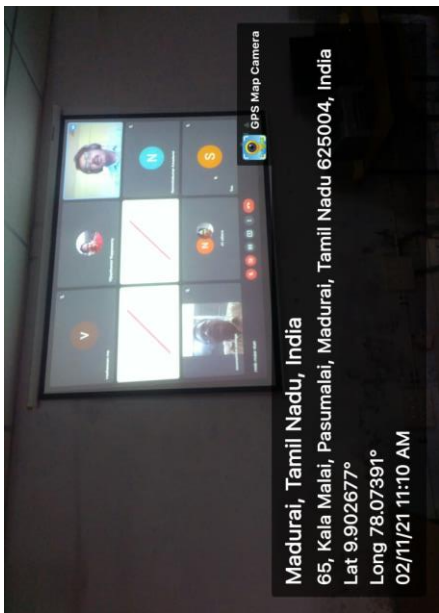 V
N
N
S
GPS Map Camera
Madurai, Tamil Nadu, India
65, Kala Malai, Pasumalai, Madurai, Tamil Nadu 625004, India
Lat 9.902677°
Long 78.07391°
02/11/21 11:10 AM